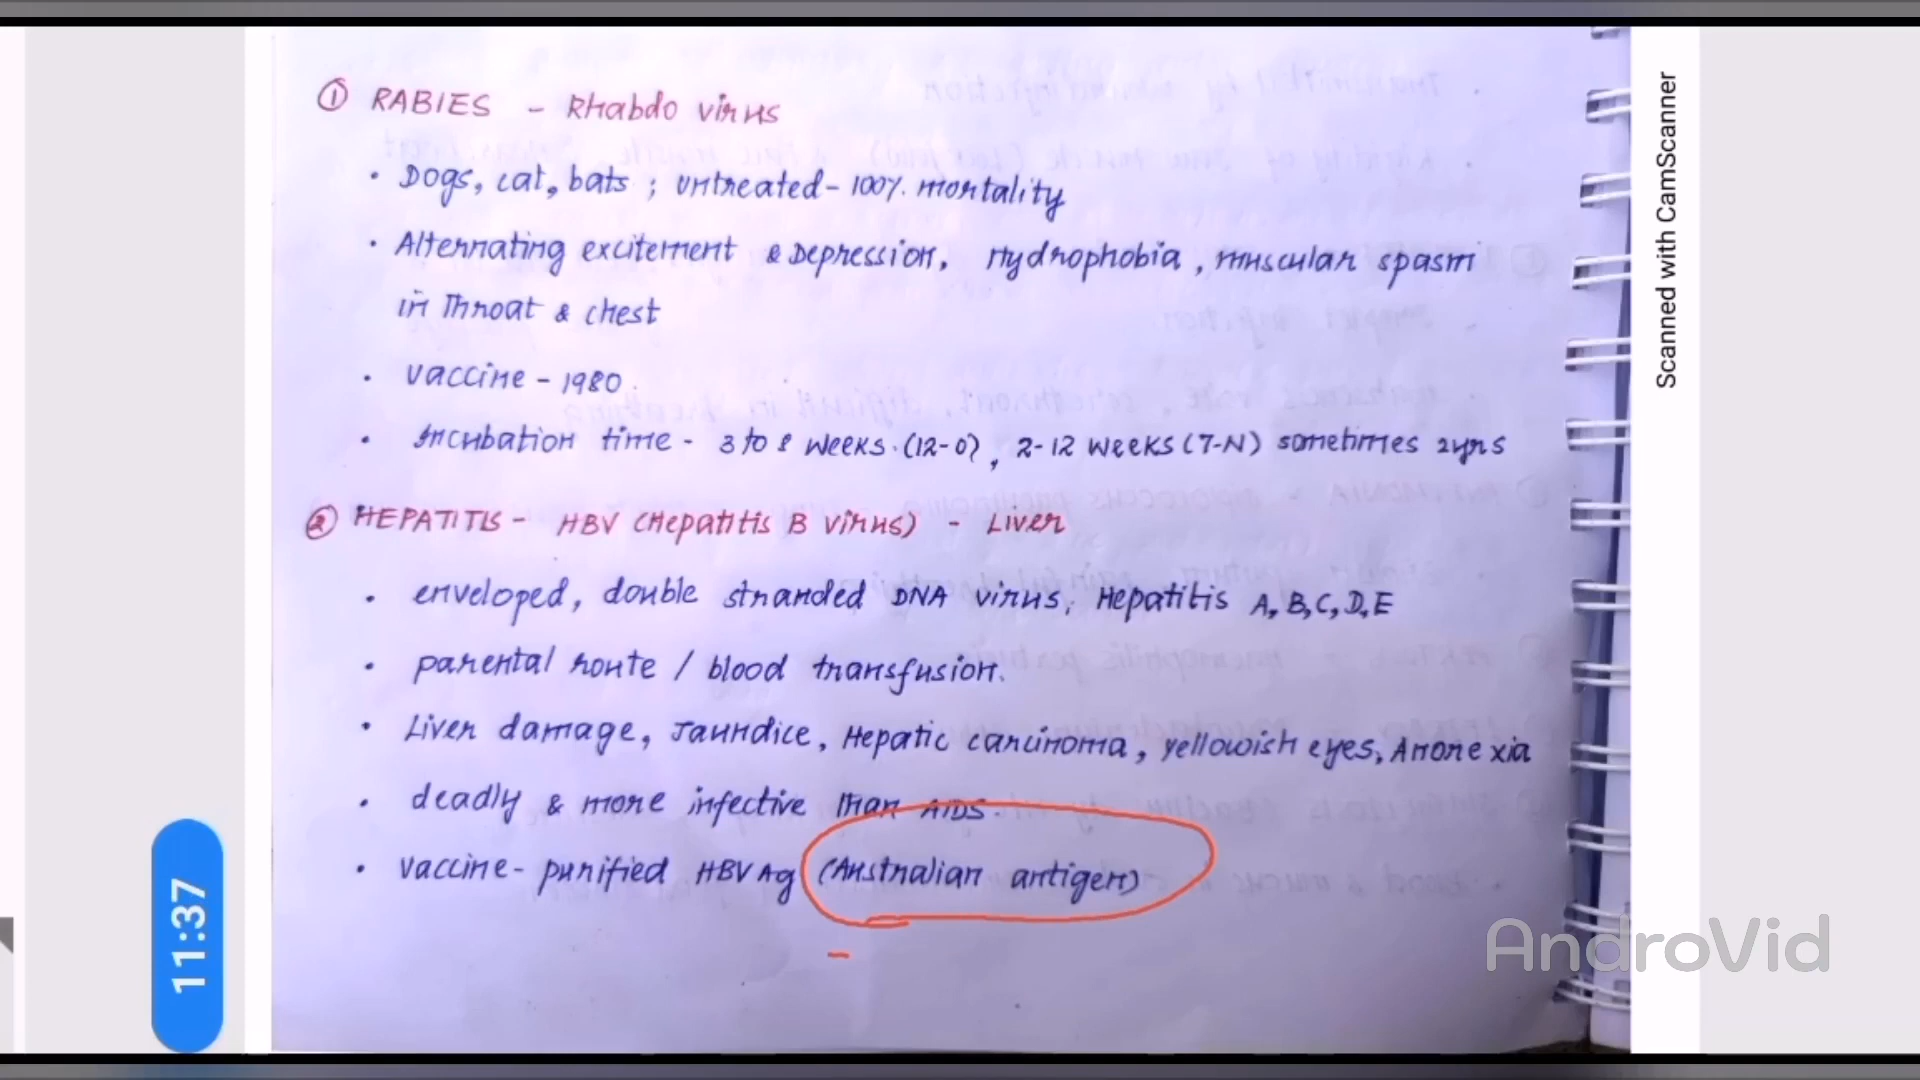 ① RABIES - Rhabdo virus
• Dogs, cat, bats ; untreated - 100% mortality
• Alternating excitement & Depression, Hydrophobia, muscular spasm
in Throat & chest
• vaccine - 1980
• Incubation time - 3 to 8 weeks. (12-0), 2-12 weeks (7-N) sometimes 2yrs
② HEPATITIS - HBV (Hepatitis B virus) - Liver
• enveloped, double stranded DNA virus, Hepatitis A, B, C, D, E
• parental route / blood transfusion.
• Liver damage, Jaundice, Hepatic carcinoma, yellowish eyes, Anorexia
• deadly & more infective than AIDS.
• vaccine - purified HBV Ag (Australian antigen)
Scanned with CamScanner
11:37
AndroVid